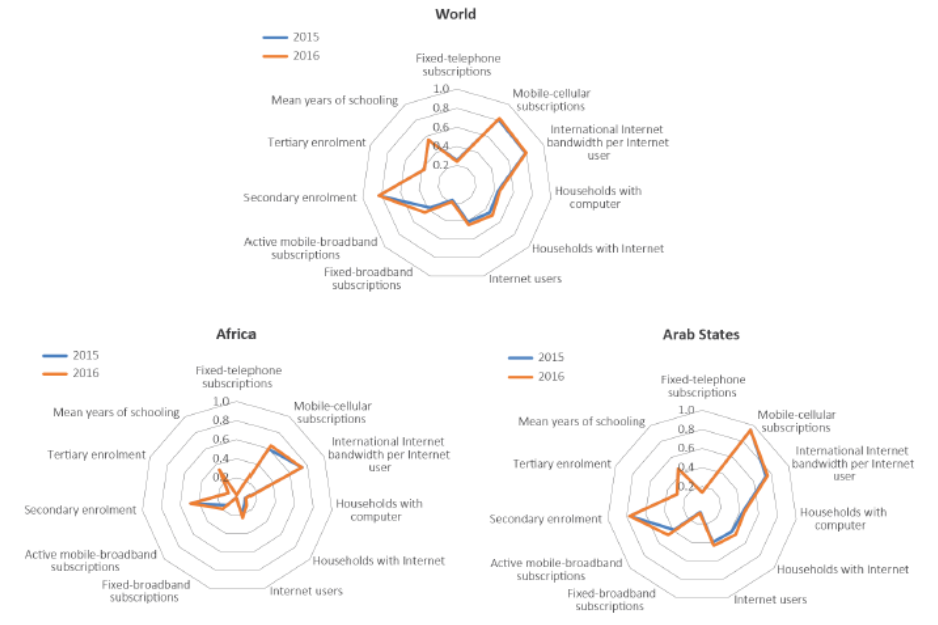 World
2015
2016
Fixed-telephone
subscriptions
1.0
0.8
0.6
0.4
0.2
Mobile-cellular
subscriptions
International Internet
bandwidth per Internet
user
Households with
computer
Households with Internet
Internet users
Fixed-broadband
subscriptions
Active mobile-broadband
subscriptions
Secondary enrolment
Tertiary enrolment
Mean years of schooling
Africa
2015
2016
Fixed-telephone
subscriptions
1.0
0.8
0.6
0.4
0.2
Mobile-cellular
subscriptions
International Internet
bandwidth per Internet
user
Households with
computer
Households with Internet
Internet users
Fixed-broadband
subscriptions
Active mobile-broadband
subscriptions
Secondary enrolment
Tertiary enrolment
Mean years of schooling
Arab States
2015
2016
Fixed-telephone
subscriptions
1.0
0.8
0.6
0.4
0.2
Mobile-cellular
subscriptions
International Internet
bandwidth per Internet
user
Households with
computer
Households with Internet
Internet users
Fixed-broadband
subscriptions
Active mobile-broadband
subscriptions
Secondary enrolment
Tertiary enrolment
Mean years of schooling